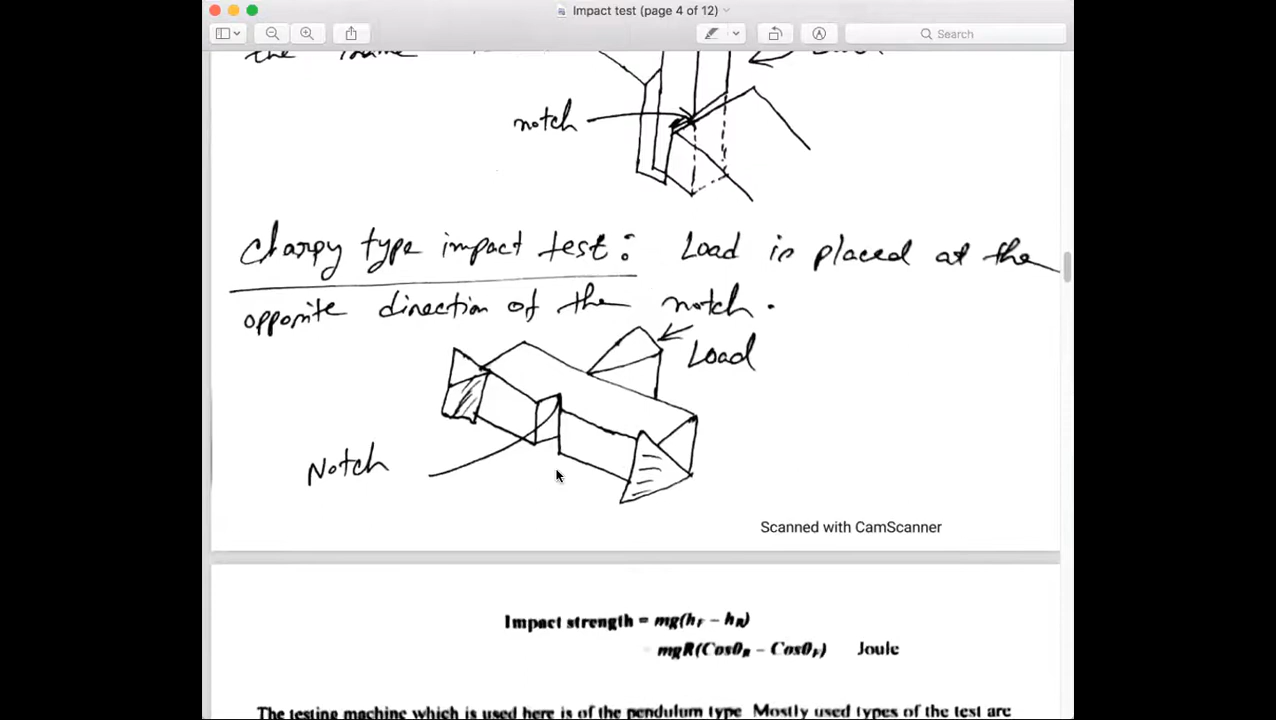 Impact test (page 4 of 12)
Search
the
notch
Charpy type impact test: Load is placed at the
opposite direction of the notch.
Load
Notch
Scanned with CamScanner
Impact strength = mg(hF – hR)
mgR(CosθR – CosθF) Joule
The testing machine which is used here is of the pendulum type Mostly used types of the test are